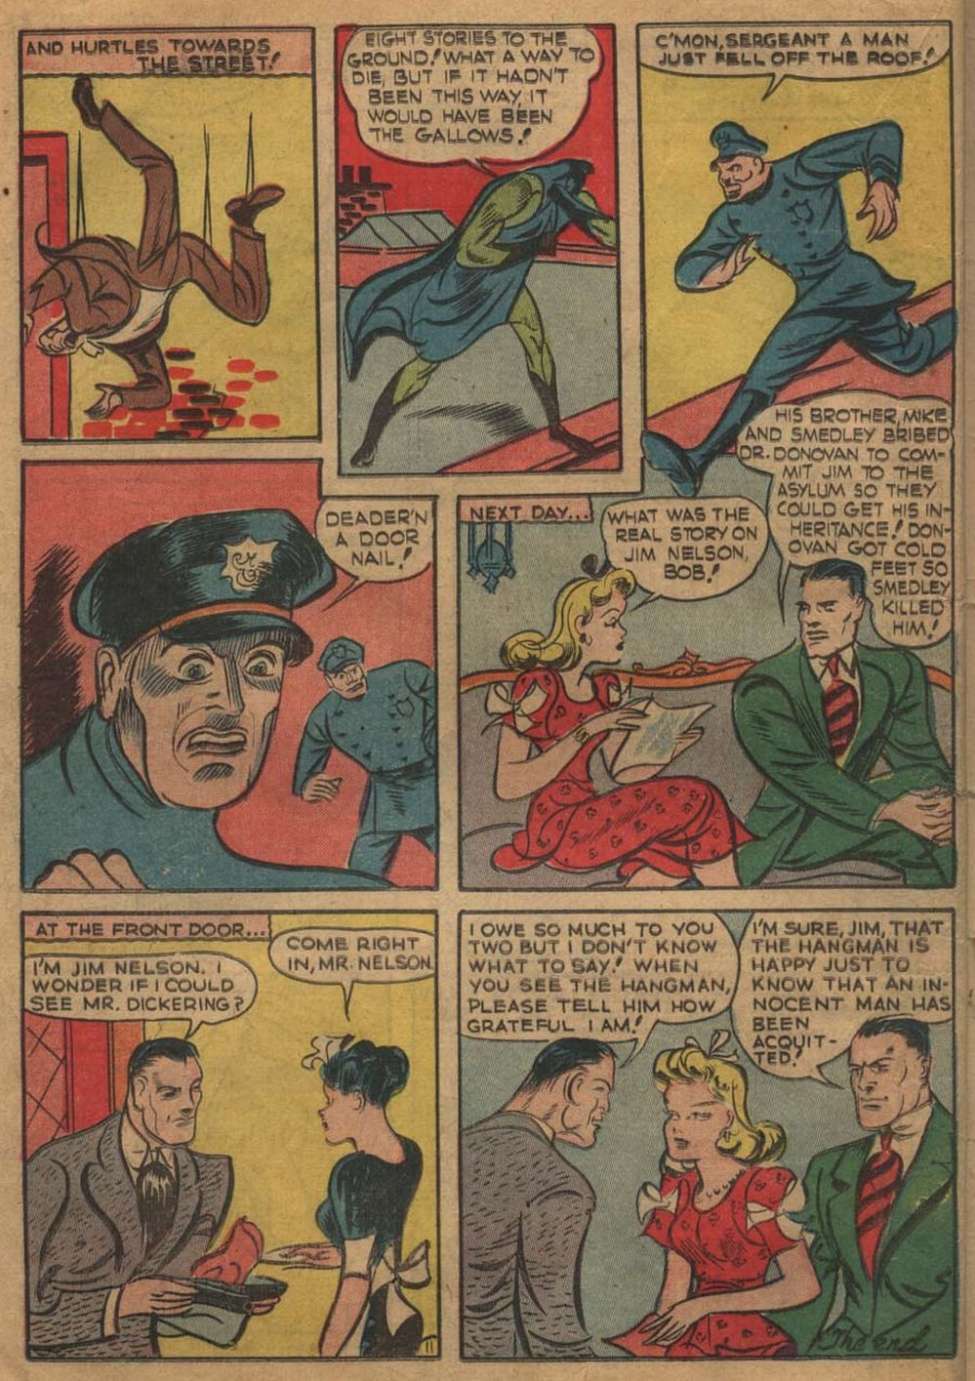 AND HURTLES TOWARDS
THE STREET!
EIGHT STORIES TO THE
GROUND! WHAT A WAY TO
DIE, BUT IF IT HADN'T
BEEN THIS WAY, IT
WOULD HAVE BEEN
THE GALLOWS!
C'MON, SERGEANT A MAN
JUST FELL OFF THE ROOF!
DEADER'N
A DOOR
NAIL!
NEXT DAY...
WHAT WAS THE
REAL STORY ON
JIM NELSON,
BOB!
HIS BROTHER, MIKE
AND SMEDLEY BRIBED
DR. DONOVAN TO COM-
MIT JIM TO THE
ASYLUM SO THEY
COULD GET HIS IN-
HERITANCE! DON-
OVAN GOT COLD
FEET SO
SMEDLEY
KILLED
HIM!
AT THE FRONT DOOR...
I'M JIM NELSON. I
WONDER IF I COULD
SEE MR. DICKERING?
COME RIGHT
IN, MR. NELSON.
11
I OWE SO MUCH TO YOU
TWO BUT I DON'T KNOW
WHAT TO SAY! WHEN
YOU SEE THE HANGMAN,
PLEASE TELL HIM HOW
GRATEFUL I AM!
I'M SURE, JIM, THAT
THE HANGMAN IS
HAPPY JUST TO
KNOW THAT AN IN-
NOCENT MAN HAS
BEEN
ACQUIT-
TED!
The end